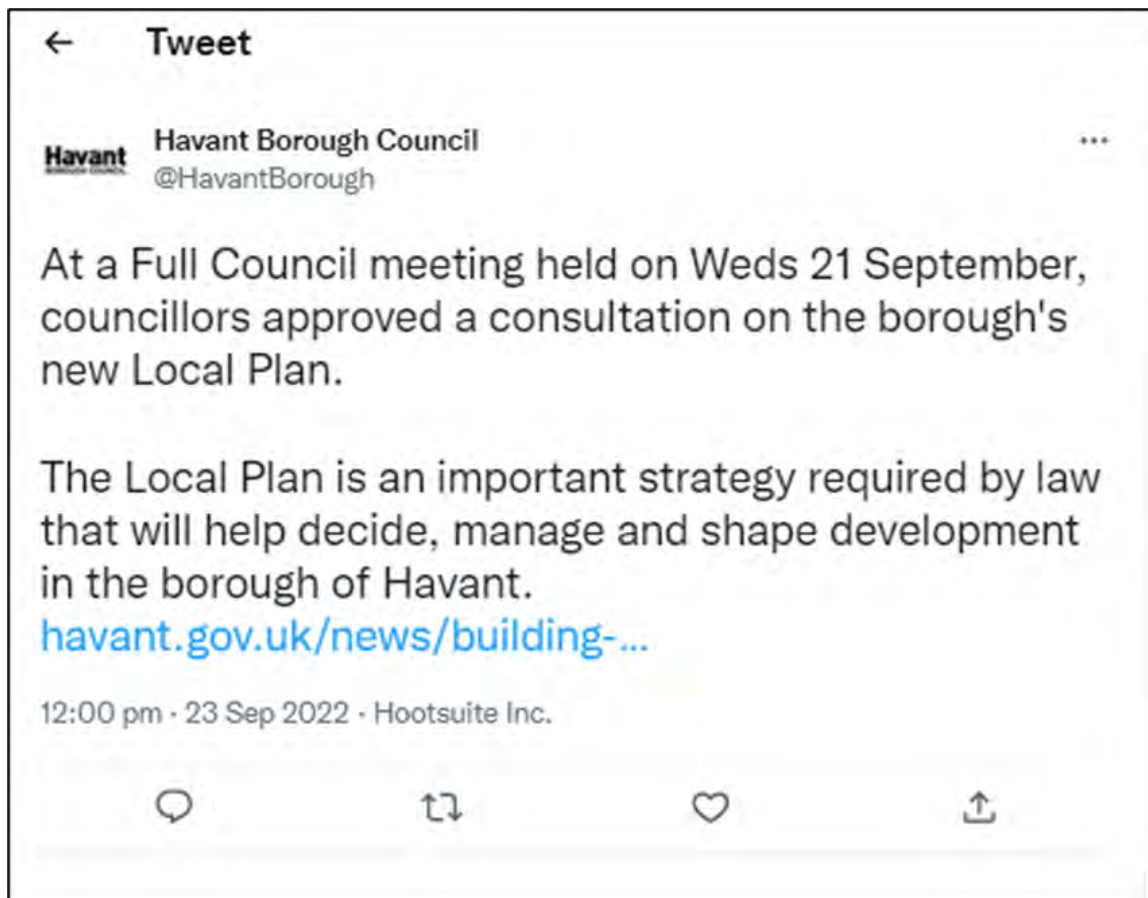 Tweet
Havant
BOROUGH COUNCIL
Havant Borough Council
@HavantBorough
At a Full Council meeting held on Weds 21 September,
councillors approved a consultation on the borough's
new Local Plan.
The Local Plan is an important strategy required by law
that will help decide, manage and shape development
in the borough of Havant.
havant.gov.uk/news/building-...
12:00 pm · 23 Sep 2022 · Hootsuite Inc.